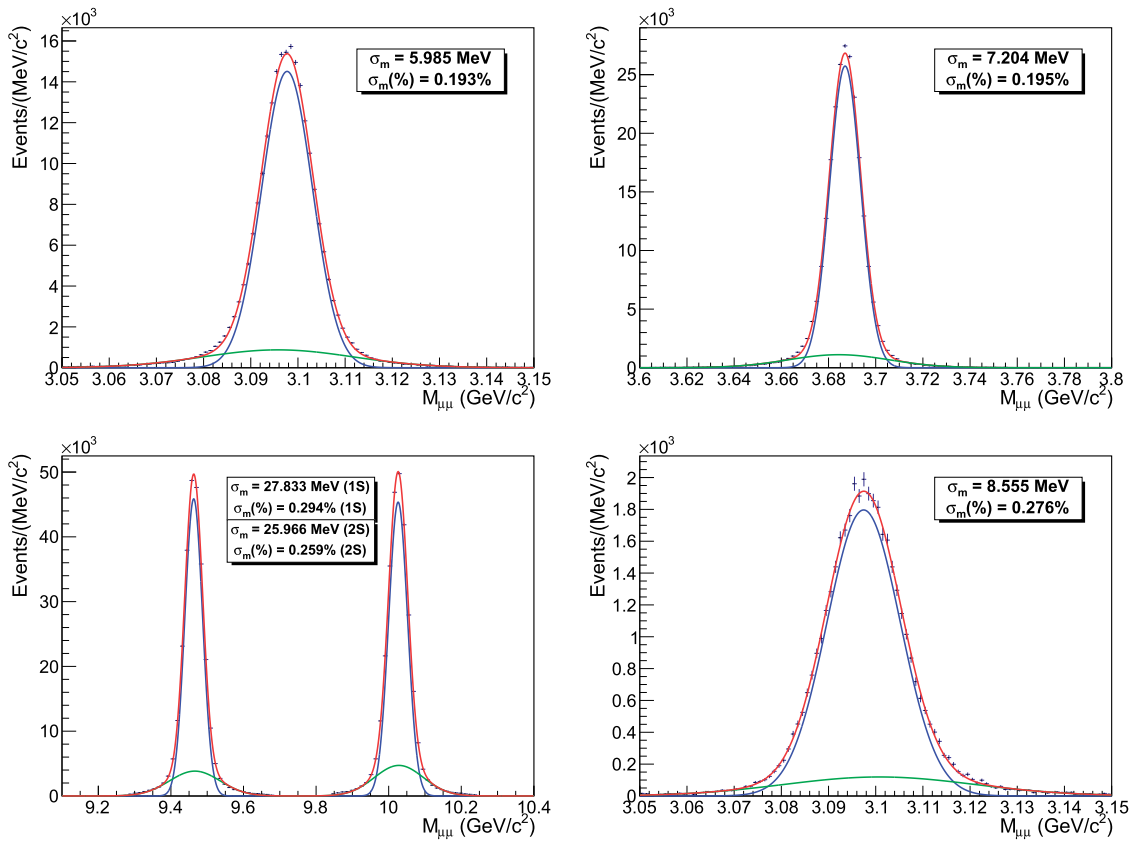 ×10³
Events/(MeV/c²)
16
14
12
10
8
6
4
2
0
σm = 5.985 MeV
σm(%) = 0.193%
3.05 3.06 3.07 3.08 3.09 3.1 3.11 3.12 3.13 3.14 3.15
Mμμ (GeV/c²)
×10³
Events/(MeV/c²)
25
20
15
10
5
0
σm = 7.204 MeV
σm(%) = 0.195%
3.6 3.62 3.64 3.66 3.68 3.7 3.72 3.74 3.76 3.78 3.8
Mμμ (GeV/c²)
×10³
Events/(MeV/c²)
50
40
30
20
10
0
σm = 27.833 MeV (1S)
σm(%) = 0.294% (1S)
σm = 25.966 MeV (2S)
σm(%) = 0.259% (2S)
9.2 9.4 9.6 9.8 10 10.2 10.4
Mμμ (GeV/c²)
×10³
Events/(MeV/c²)
2
1.8
1.6
1.4
1.2
1
0.8
0.6
0.4
0.2
0
σm = 8.555 MeV
σm(%) = 0.276%
3.05 3.06 3.07 3.08 3.09 3.1 3.11 3.12 3.13 3.14 3.15
Mμμ (GeV/c²)